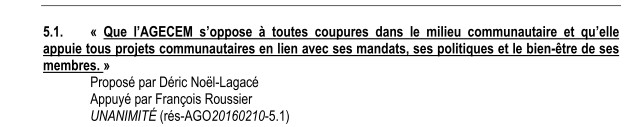 5.1. « Que l'AGECEM s'oppose à toutes coupures dans le milieu communautaire et qu'elle
appuie tous projets communautaires en lien avec ses mandats, ses politiques et le bien-être de ses
membres. »
Proposé par Déric Noël-Lagacé
Appuyé par François Roussier
UNANIMITÉ (rés-AGO20160210-5.1)